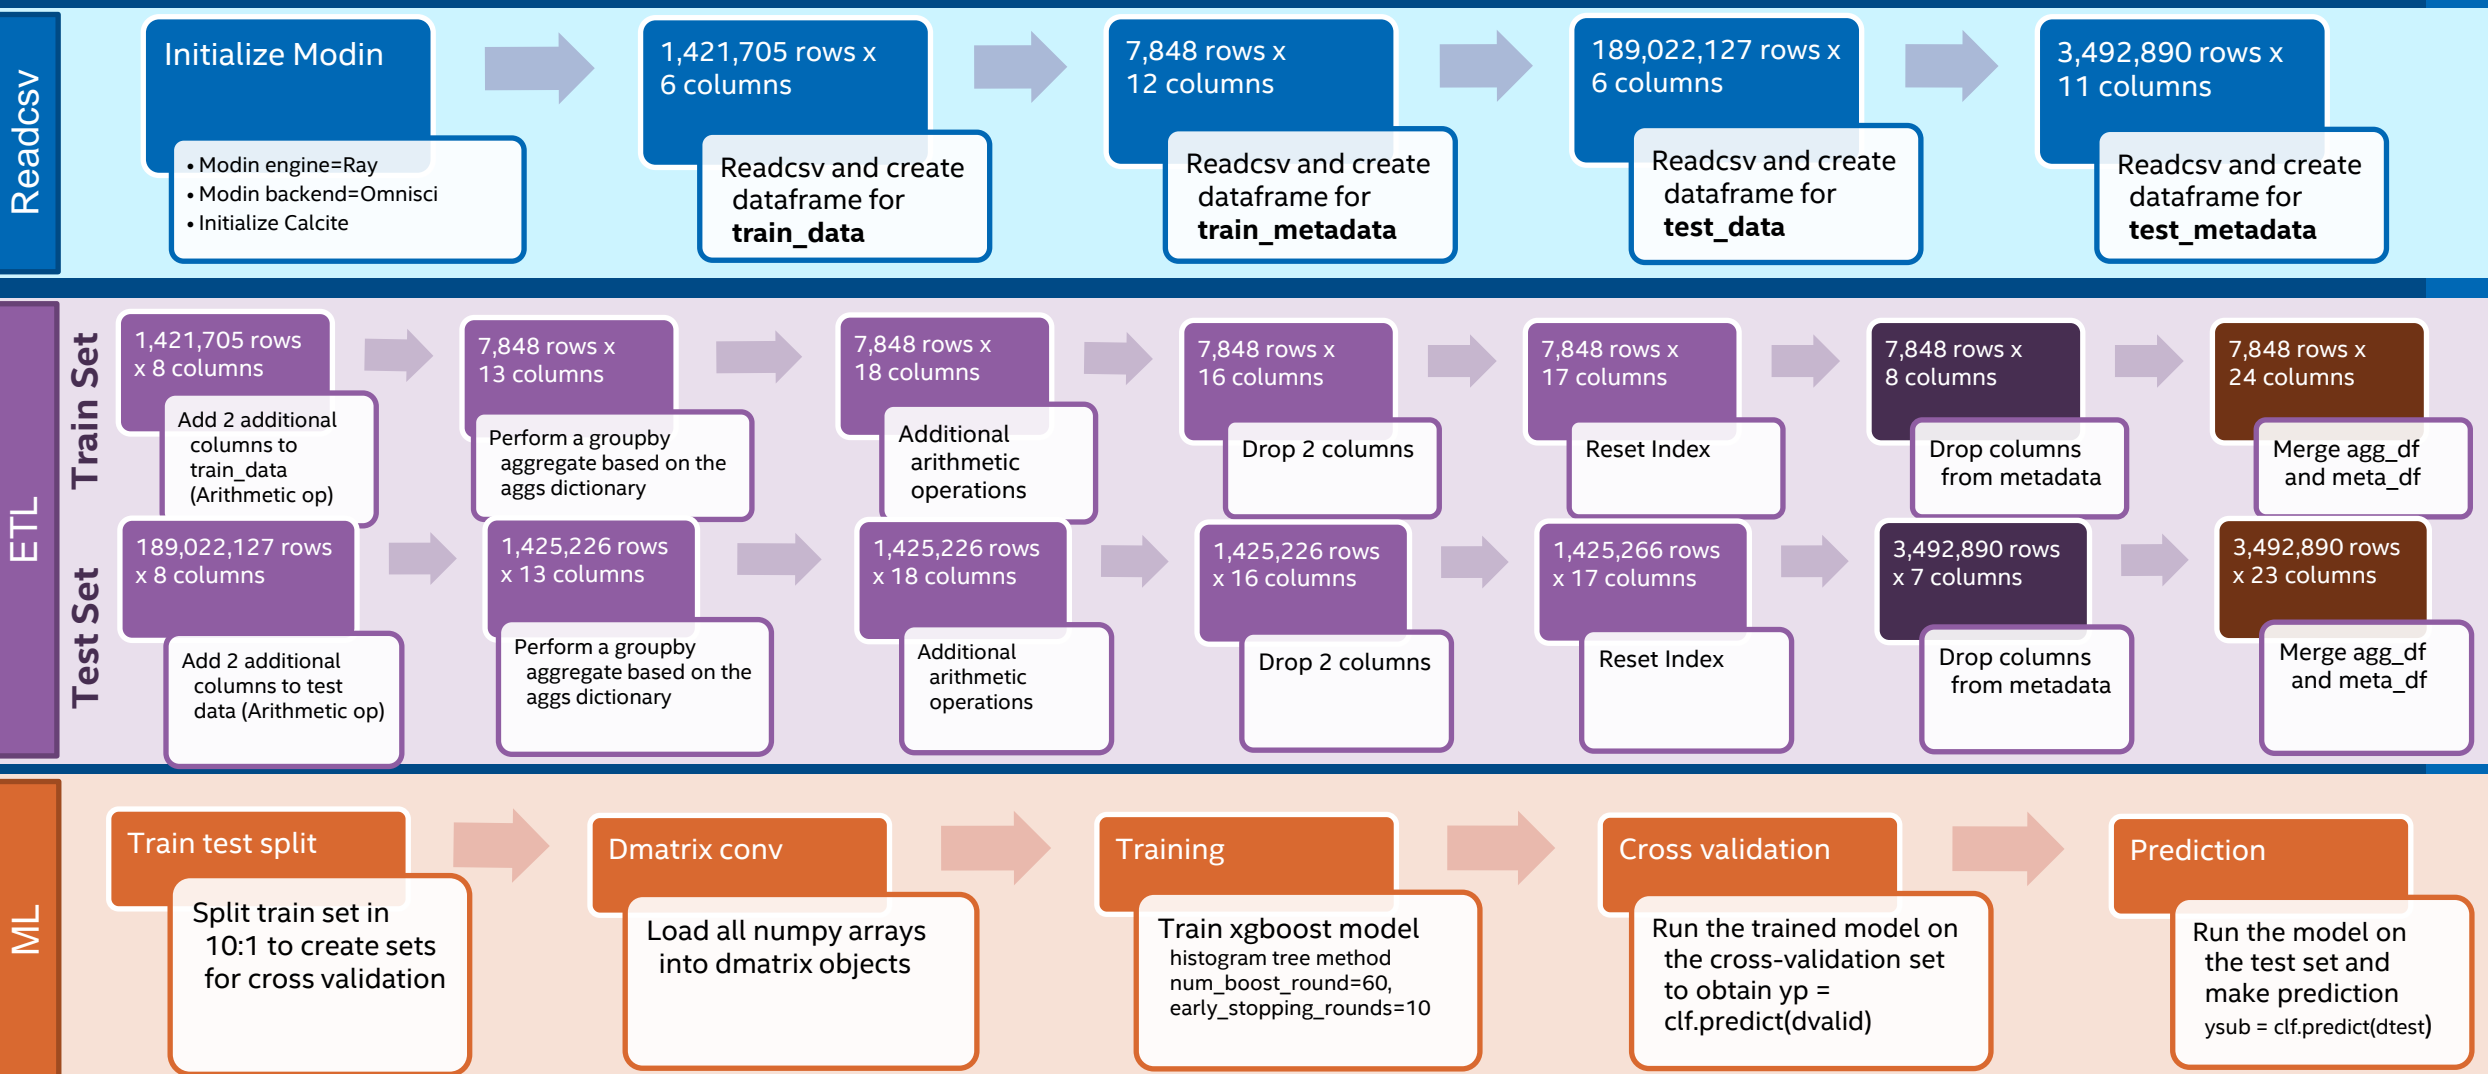 Readcsv
Initialize Modin
• Modin engine=Ray
• Modin backend=Omnisci
• Initialize Calcite
1,421,705 rows x
6 columns
Readcsv and create
dataframe for
train_data
7,848 rows x
12 columns
Readcsv and create
dataframe for
train_metadata
189,022,127 rows x
6 columns
Readcsv and create
dataframe for
test_data
3,492,890 rows x
11 columns
Readcsv and create
dataframe for
test_metadata
ETL
Train Set
1,421,705 rows
x 8 columns
Add 2 additional
columns to
train_data
(Arithmetic op)
7,848 rows x
13 columns
Perform a groupby
aggregate based on the
aggs dictionary
7,848 rows x
18 columns
Additional
arithmetic
operations
7,848 rows x
16 columns
Drop 2 columns
7,848 rows x
17 columns
Reset Index
7,848 rows x
8 columns
Drop columns
from metadata
7,848 rows x
24 columns
Merge agg_df
and meta_df
Test Set
189,022,127 rows
x 8 columns
Add 2 additional
columns to test
data (Arithmetic op)
1,425,226 rows
x 13 columns
Perform a groupby
aggregate based on the
aggs dictionary
1,425,226 rows
x 18 columns
Additional
arithmetic
operations
1,425,226 rows
x 16 columns
Drop 2 columns
1,425,266 rows
x 17 columns
Reset Index
3,492,890 rows
x 7 columns
Drop columns
from metadata
3,492,890 rows
x 23 columns
Merge agg_df
and meta_df
ML
Train test split
Split train set in
10:1 to create sets
for cross validation
Dmatrix conv
Load all numpy arrays
into dmatrix objects
Training
Train xgboost model
histogram tree method
num_boost_round=60,
early_stopping_rounds=10
Cross validation
Run the trained model on
the cross-validation set
to obtain yp =
clf.predict(dvalid)
Prediction
Run the model on
the test set and
make prediction
ysub = clf.predict(dtest)